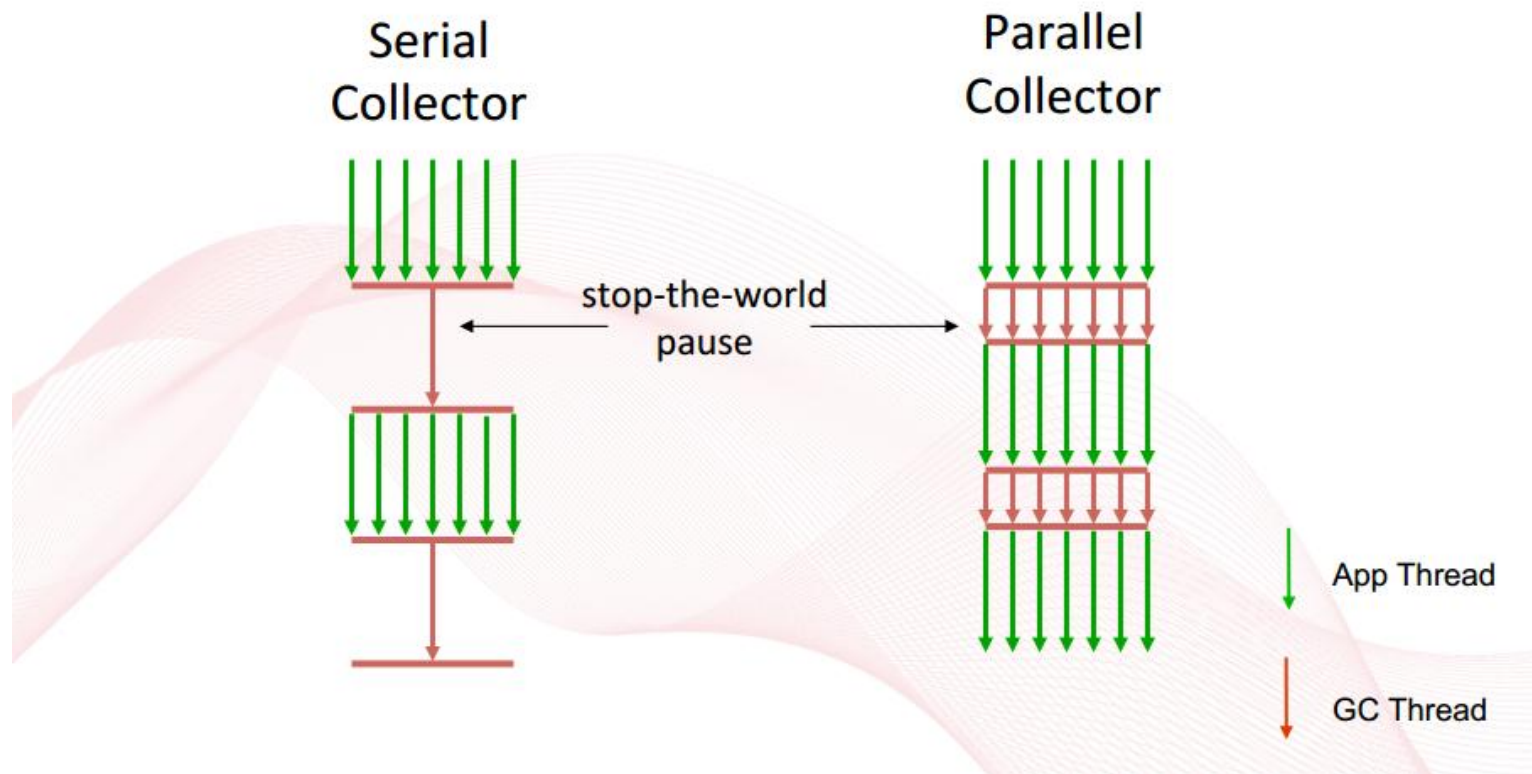 Serial
Collector
Parallel
Collector
stop-the-world
pause
App Thread
GC Thread